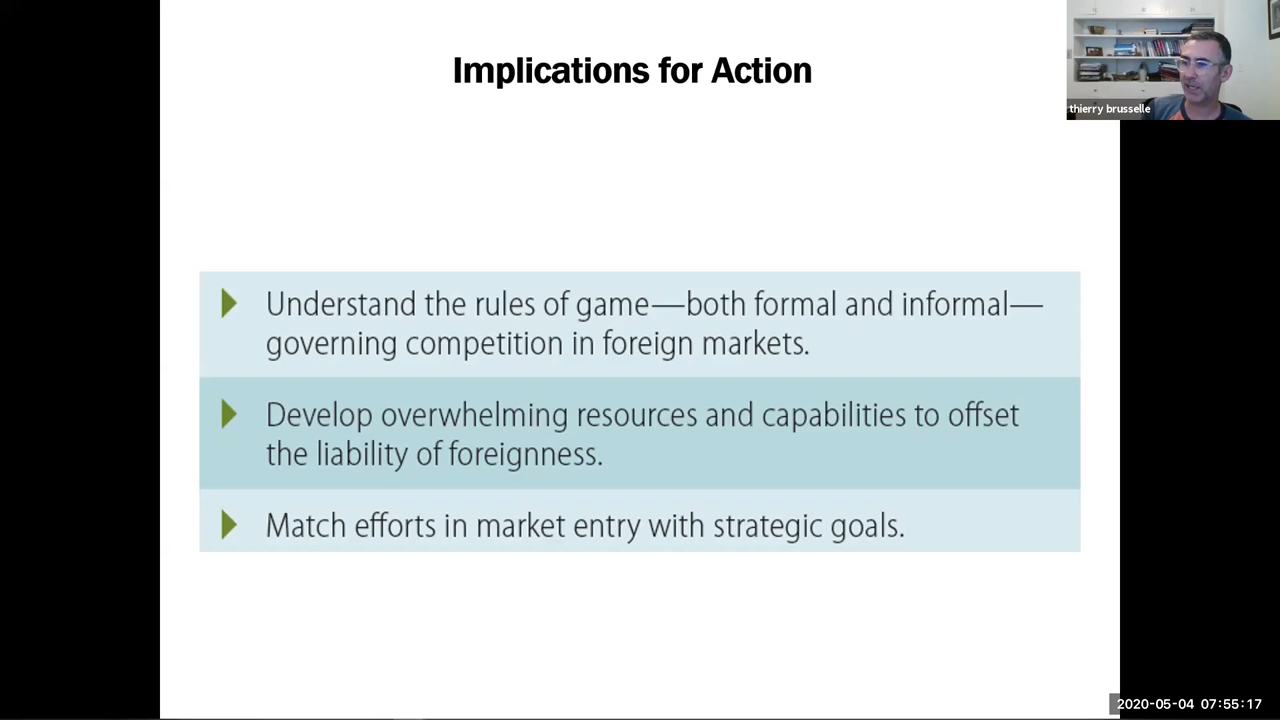 Implications for Action
thierry brusselle
Understand the rules of game—both formal and informal—
governing competition in foreign markets.
Develop overwhelming resources and capabilities to offset
the liability of foreignness.
Match efforts in market entry with strategic goals.
2020-05-04 07:55:17